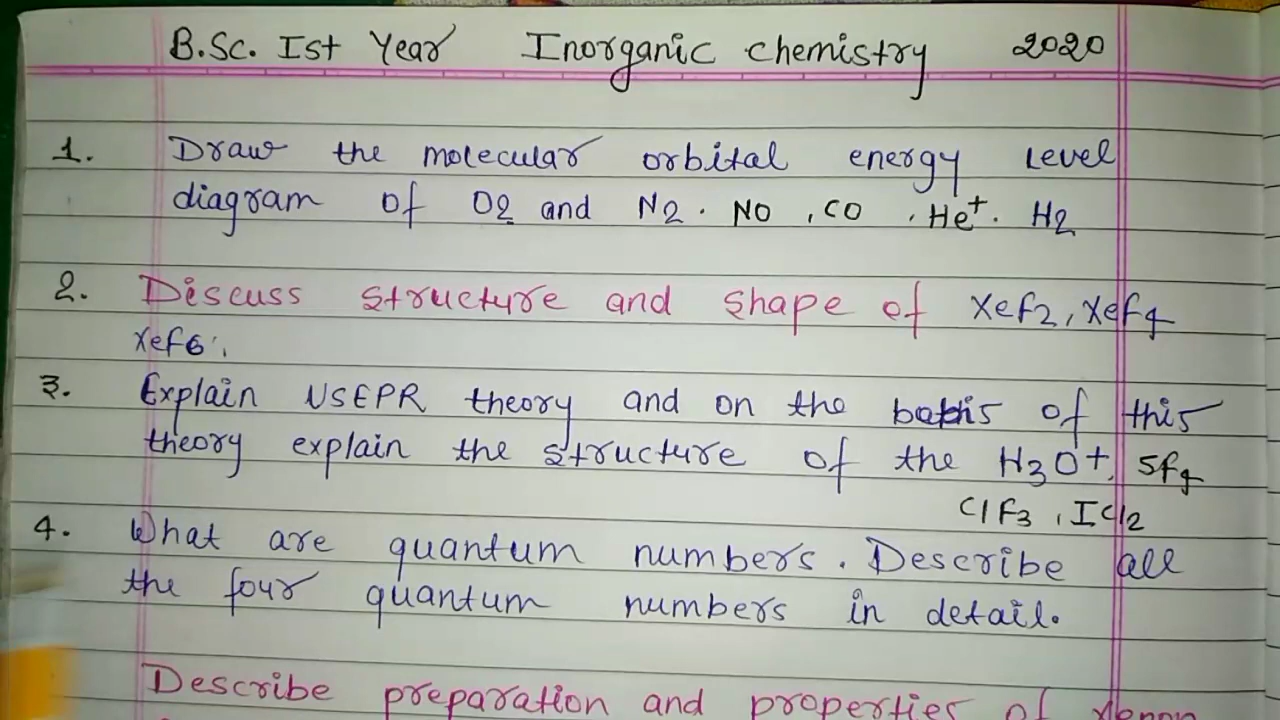 B.Sc. Ist Year Inorganic Chemistry 2020
1. Draw the molecular orbital energy Level
diagram of O2 and N2. NO, CO, He+. H2
2. Discuss structure and shape of XeF2, XeF4
XeF6.
3. Explain VSEPR theory and on the of this
theory explain the structure of the H3O+, SF4
ClF3, ICl2
4. What are quantum numbers. Describe all
the four quantum numbers in detail.
Describe preparation and properties of xenon